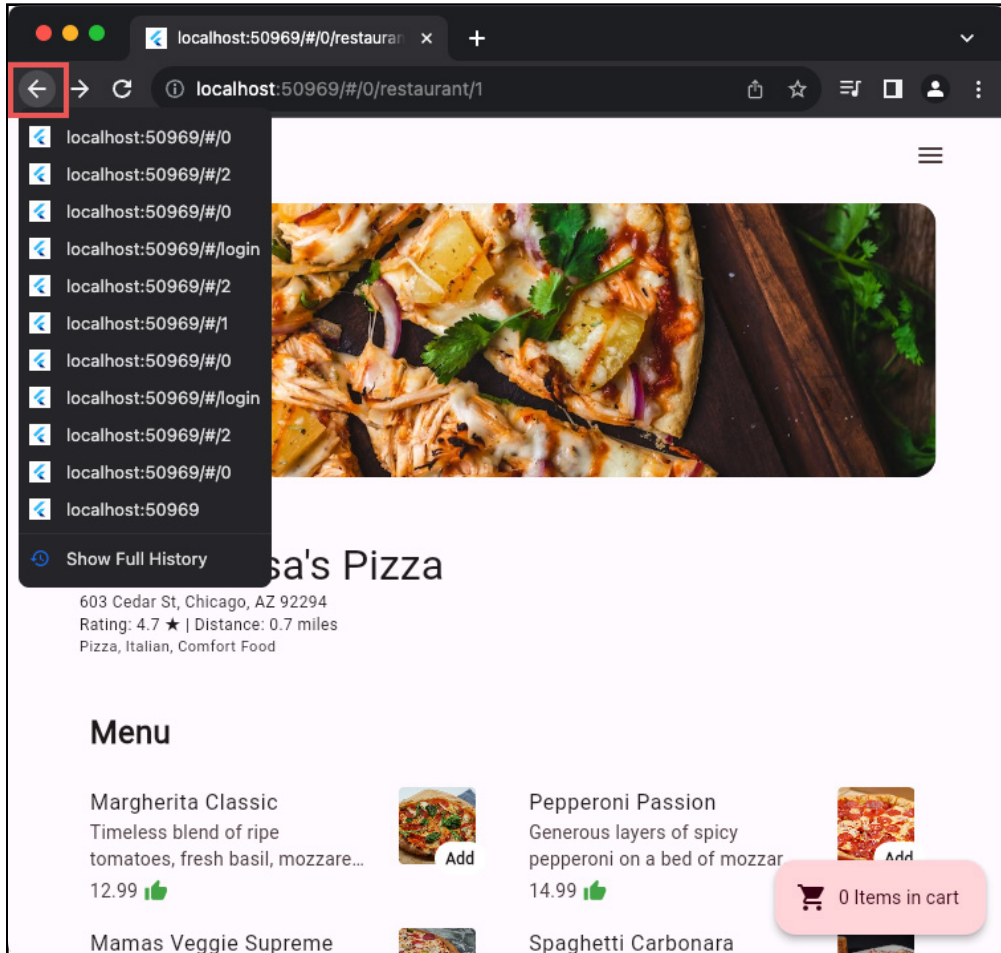 localhost:50969/#/0/restauran
localhost:50969/#/0/restaurant/1
localhost:50969/#/0
localhost:50969/#/2
localhost:50969/#/0
localhost:50969/#/login
localhost:50969/#/2
localhost:50969/#/1
localhost:50969/#/0
localhost:50969/#/login
localhost:50969/#/2
localhost:50969/#/0
localhost:50969
Show Full History
sa's Pizza
603 Cedar St, Chicago, AZ 92294
Rating: 4.7 ★ | Distance: 0.7 miles
Pizza, Italian, Comfort Food
Menu
Margherita Classic
Timeless blend of ripe
tomatoes, fresh basil, mozzare...
Add
12.99
Pepperoni Passion
Generous layers of spicy
pepperoni on a bed of mozzar
Add
14.99
0 Items in cart
Mamas Veggie Supreme
Spaghetti Carbonara